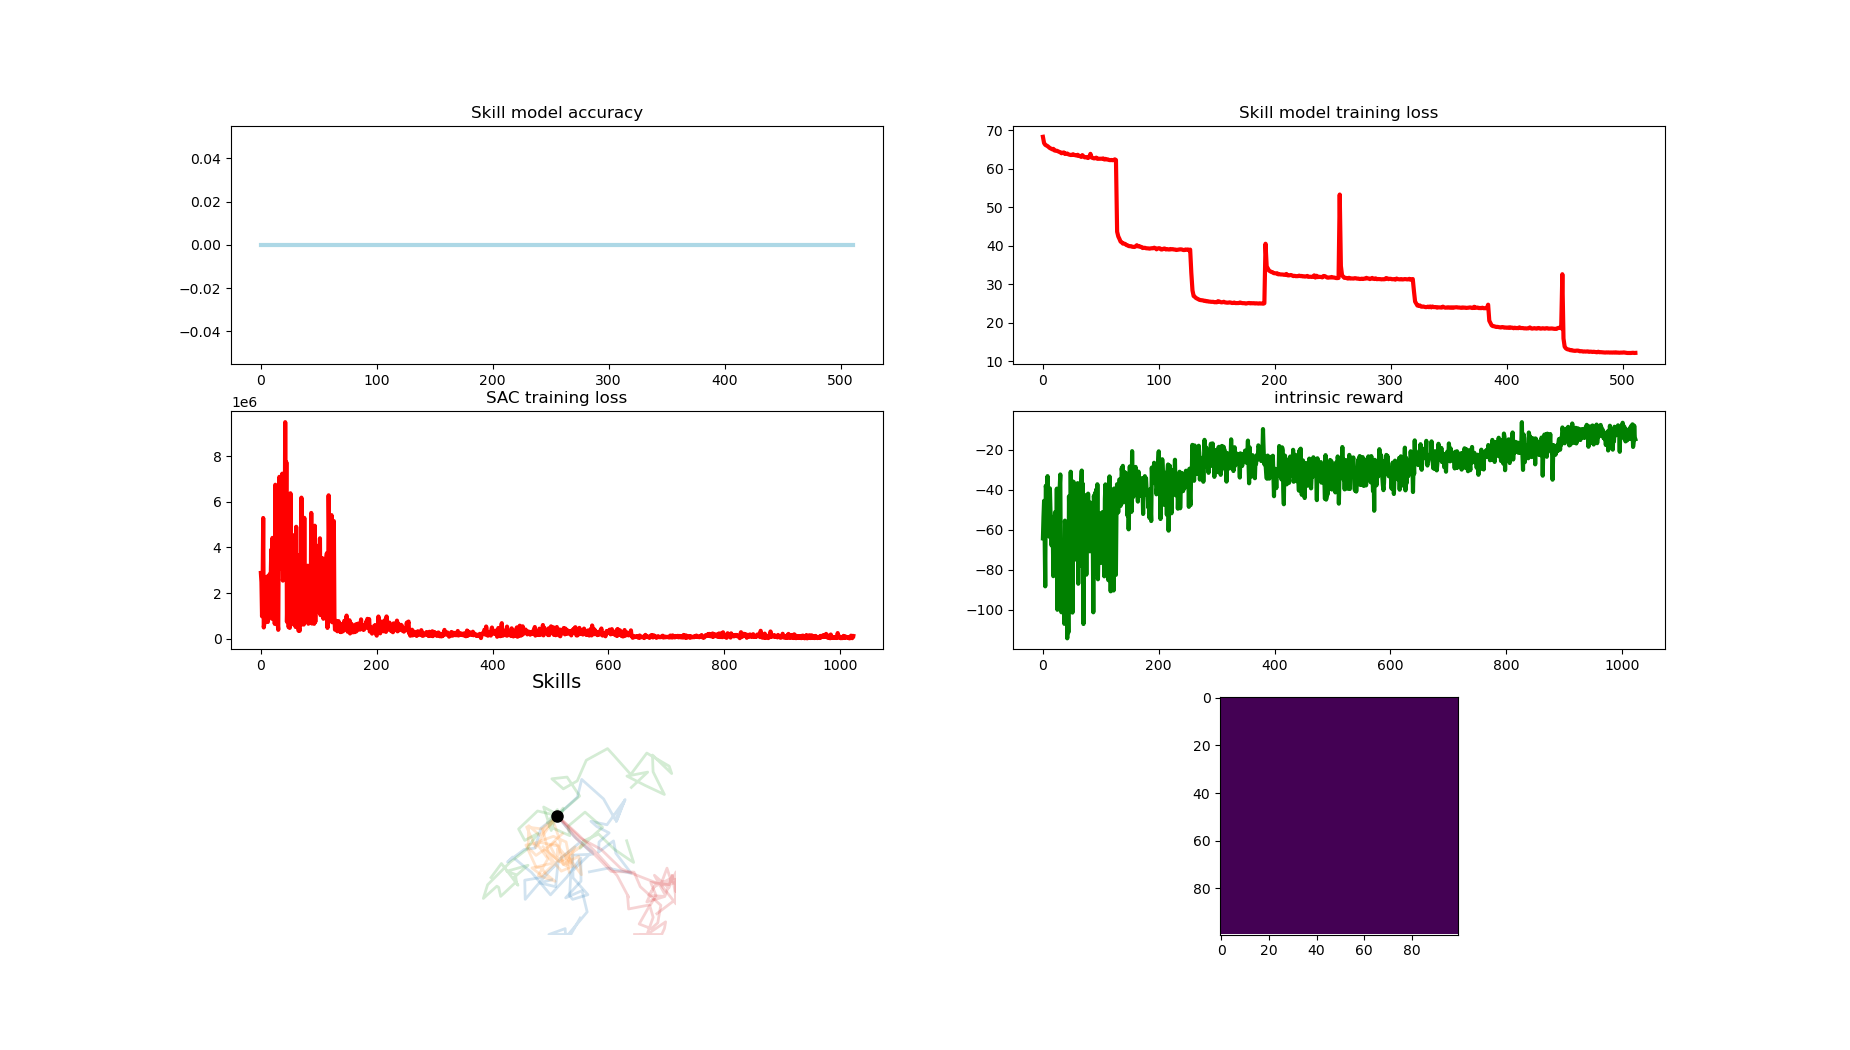 Skill model accuracy
0.04
0.02
0.00
−0.02
−0.04
0 100 200 300 400 500
Skill model training loss
70
60
50
40
30
20
10
0 100 200 300 400 500
SAC training loss
1e6
8
6
4
2
0
0 200 400 600 800 1000
intrinsic reward
−20
−40
−60
−80
−100
0 200 400 600 800 1000
Skills
0
20
40
60
80
0 20 40 60 80